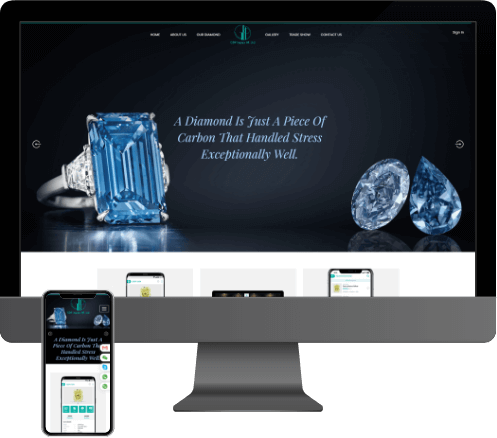 HOME ABOUT US OUR DIAMOND GALLERY TRADE SHOW CONTACT US Sign In
A Diamond Is Just A Piece Of
Carbon That Handled Stress
Exceptionally Well.
A Diamond Is Just A
Piece Of Carbon That
Handled Stress
Exceptionally Well.